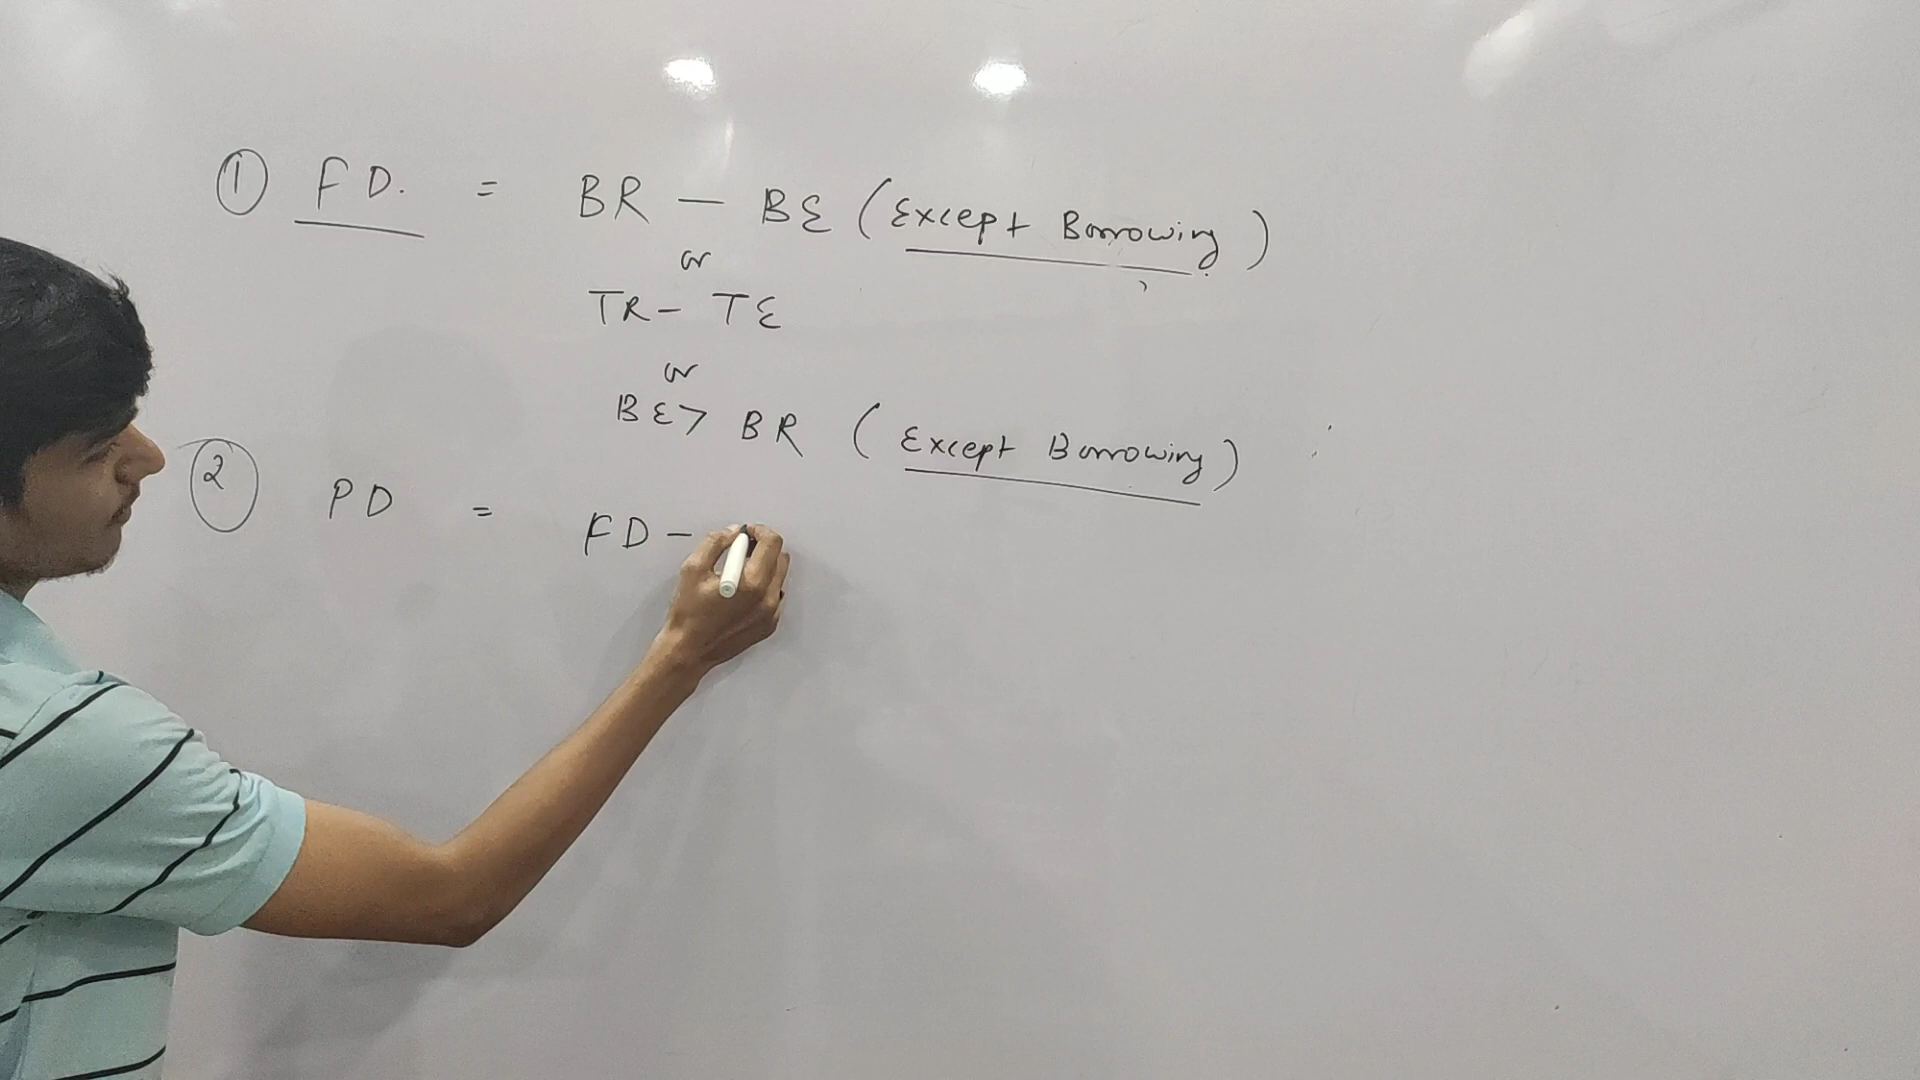 ① FD. = BR – BE (Except Borrowing)
or
TR – TE
or
BE > BR (Except Borrowing)
② PD = FD –